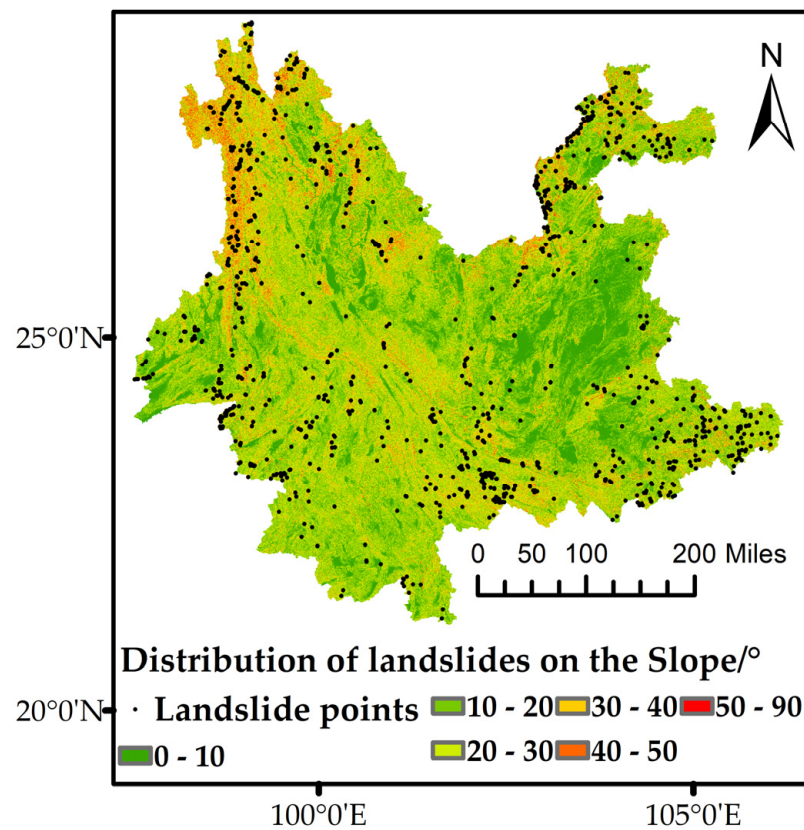 N
25°0'N
0 50 100 200 Miles
Distribution of landslides on the Slope/°
Landslide points 10 - 20 30 - 40 50 - 90
20°0'N
0 - 10 20 - 30 40 - 50
100°0'E 105°0'E